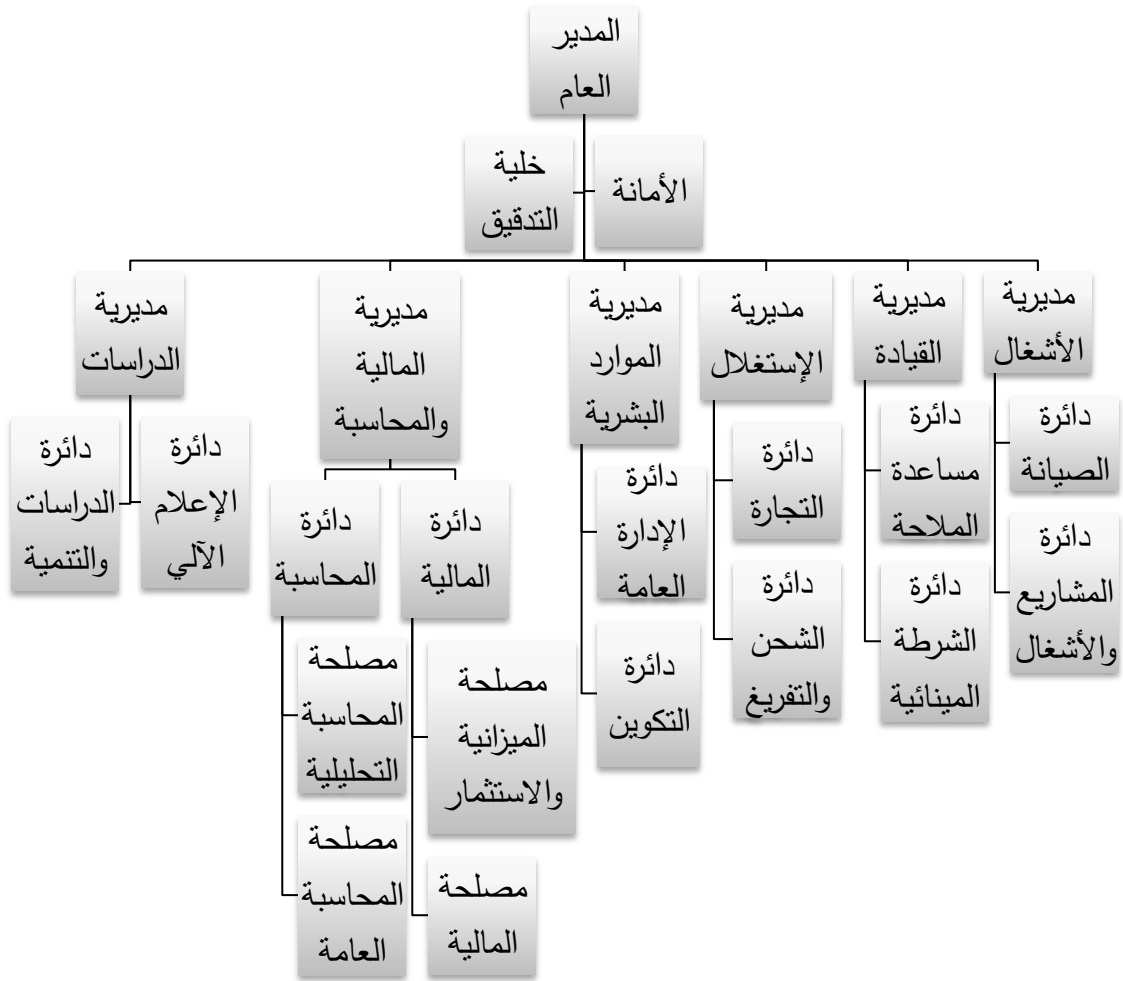 المدير
العام
الأمانة
خلية
التدقيق
مديرية
الأشغال
دائرة
الصيانة
دائرة
المشاريع
والأشغال
مديرية
القيادة
دائرة
مساعدة
الملاحة
دائرة
الشرطة
المينائية
مديرية
الإستغلال
دائرة
التجارة
دائرة
الشحن
والتفريغ
مديرية
الموارد
البشرية
دائرة
الإدارة
العامة
دائرة
التكوين
مديرية
المالية
والمحاسبة
دائرة
المالية
مصلحة
الميزانية
والاستثمار
مصلحة
المالية
دائرة
المحاسبة
مصلحة
المحاسبة
التحليلية
مصلحة
المحاسبة
العامة
مديرية
الدراسات
دائرة
الإعلام
الآلي
دائرة
الدراسات
والتنمية